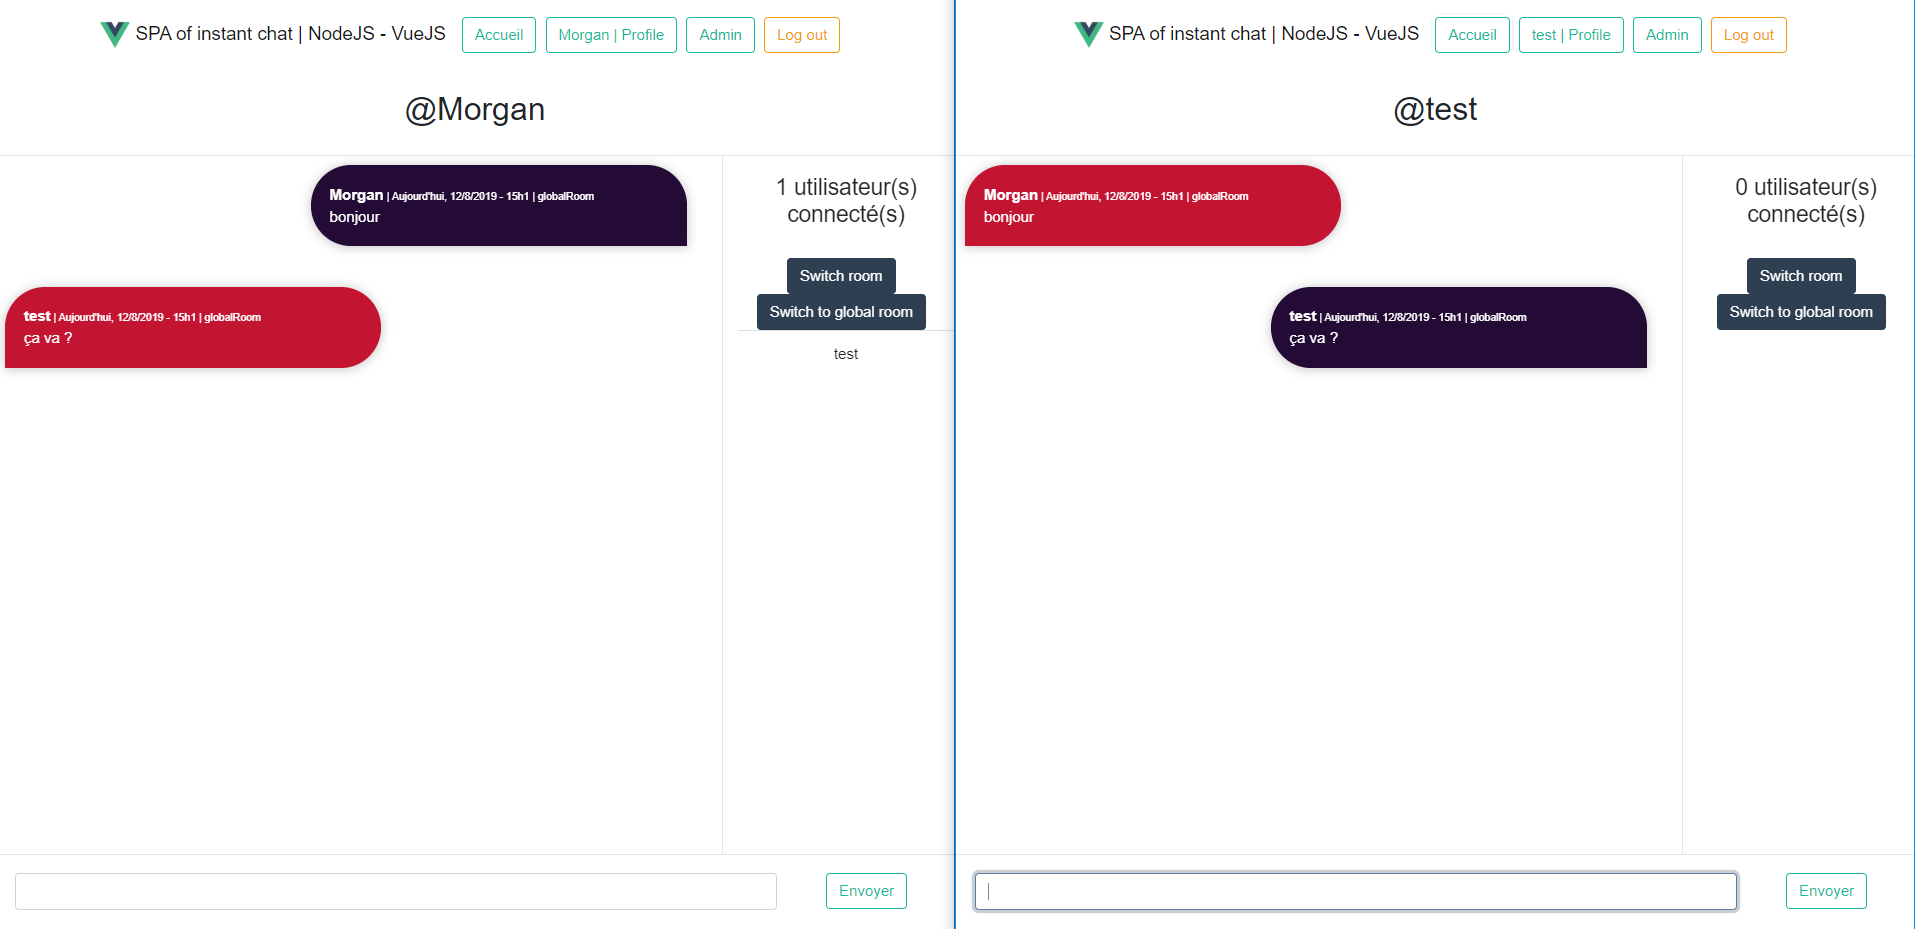 SPA of instant chat | NodeJS - VueJS Accueil Morgan | Profile Admin Log out
@Morgan
Morgan | Aujourd'hui, 12/8/2019 - 15h1 | globalRoom
bonjour
test | Aujourd'hui, 12/8/2019 - 15h1 | globalRoom
ça va ?
1 utilisateur(s)
connecté(s)
Switch room
Switch to global room
test
Envoyer
SPA of instant chat | NodeJS - VueJS Accueil test | Profile Admin Log out
@test
Morgan | Aujourd'hui, 12/8/2019 - 15h1 | globalRoom
bonjour
test | Aujourd'hui, 12/8/2019 - 15h1 | globalRoom
ça va ?
0 utilisateur(s)
connecté(s)
Switch room
Switch to global room
Envoyer